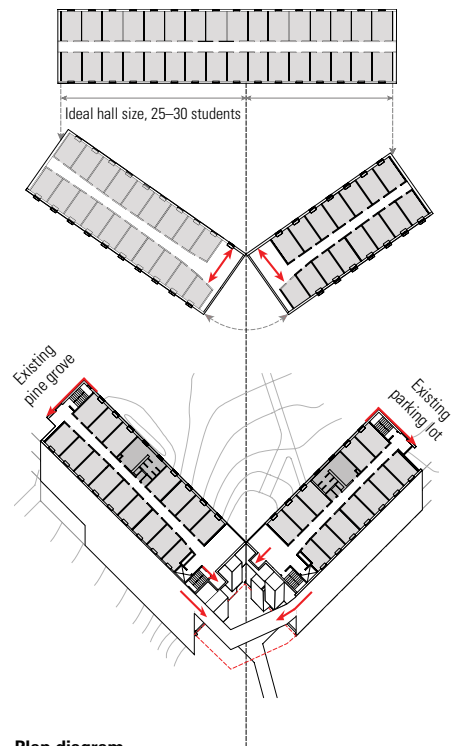 Ideal hall size, 25–30 students
Existing
pine grove
Existing
parking lot
Plan diagram